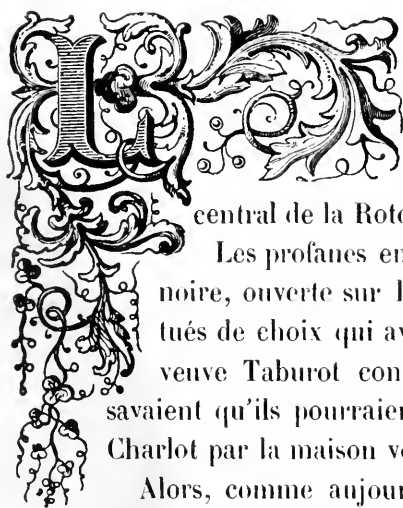 L
central de la Roto
Les profanes en
noire, ouverte sur l
tués de choix qui av
veuve Taburot con
savaient qu'ils pourraien
Charlot par la maison vo
Alors, comme aujour